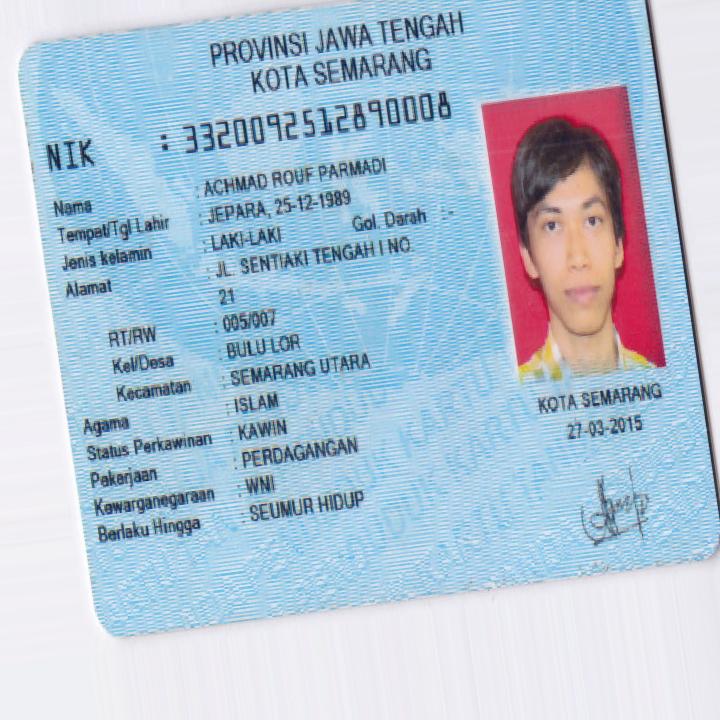 PROVINSI JAWA TENGAH
KOTA SEMARANG
NIK : 3320092512890008
Nama : ACHMAD ROUF PARMADI
Tempat/Tgl Lahir : JEPARA, 25-12-1989
Jenis kelamin : LAKI-LAKI Gol. Darah : -
Alamat : JL. SENTIAKI TENGAH I NO.
21
RT/RW : 005/007
Kel/Desa : BULU LOR
Kecamatan : SEMARANG UTARA
Agama : ISLAM
Status Perkawinan : KAWIN
Pekerjaan : PERDAGANGAN
Kewarganegaraan : WNI
Berlaku Hingga : SEUMUR HIDUP
KOTA SEMARANG
27-03-2015